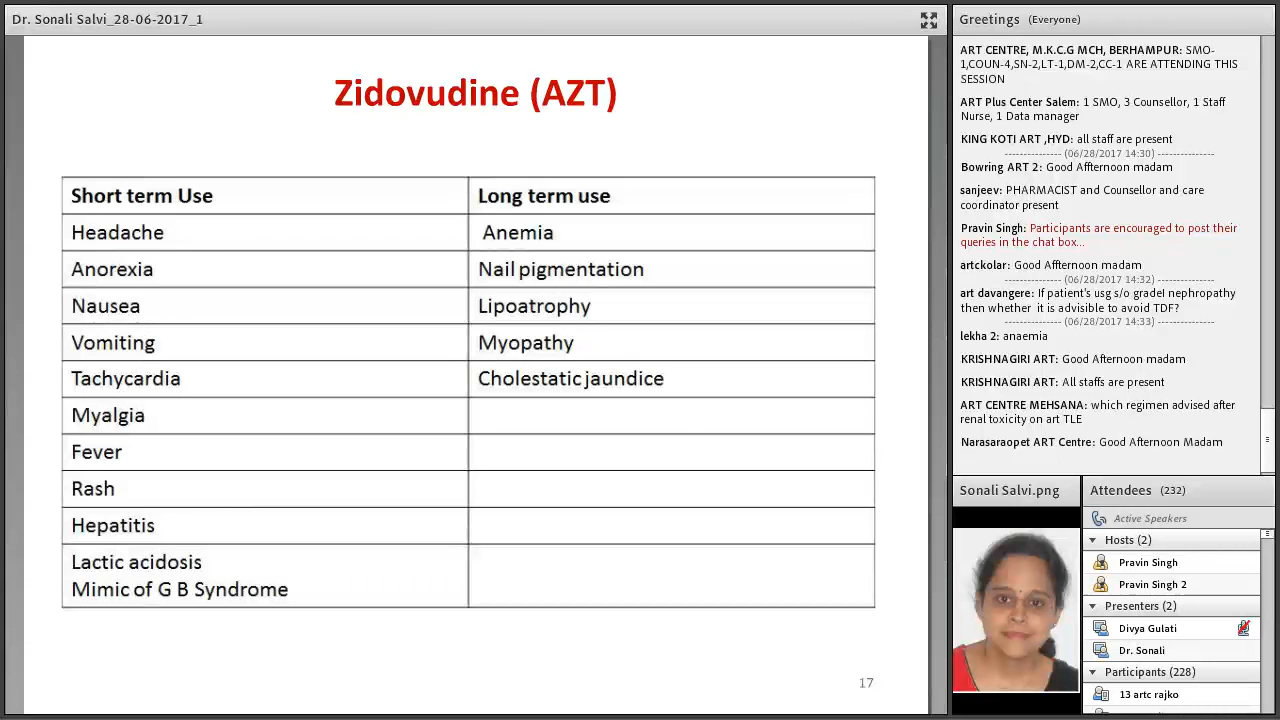 Dr. Sonali Salvi_28-06-2017_1
Zidovudine (AZT)
Short term Use
Long term use
Headache
Anemia
Anorexia
Nail pigmentation
Nausea
Lipoatrophy
Vomiting
Myopathy
Tachycardia
Cholestatic jaundice
Myalgia
Fever
Rash
Hepatitis
Lactic acidosis
Mimic of G B Syndrome
17
Greetings (Everyone)
ART CENTRE, M.K.C.G MCH, BERHAMPUR: SMO-
1,COUN-4,SN-2,LT-1,DM-2,CC-1 ARE ATTENDING THIS
SESSION
ART Plus Center Salem: 1 SMO, 3 Counsellor, 1 Staff
Nurse, 1 Data manager
KING KOTI ART ,HYD: all staff are present
--------------- (06/28/2017 14:30) ---------------
Bowring ART 2: Good Affternoon madam
sanjeev: PHARMACIST and Counsellor and care
coordinator present
Pravin Singh: Participants are encouraged to post their
queries in the chat box...
artckolar: Good Affternoon madam
--------------- (06/28/2017 14:32) ---------------
art davangere: If patient's usg s/o gradeI nephropathy
then whether it is advisible to avoid TDF?
--------------- (06/28/2017 14:33) ---------------
lekha 2: anaemia
KRISHNAGIRI ART: Good Afternoon madam
KRISHNAGIRI ART: All staffs are present
ART CENTRE MEHSANA: which regimen advised after
renal toxicity on art TLE
Narasaraopet ART Centre: Good Afternoon Madam
Sonali Salvi.png
Attendees (232)
Active Speakers
Hosts (2)
Pravin Singh
Pravin Singh 2
Presenters (2)
Divya Gulati
Dr. Sonali
Participants (228)
13 artc rajko